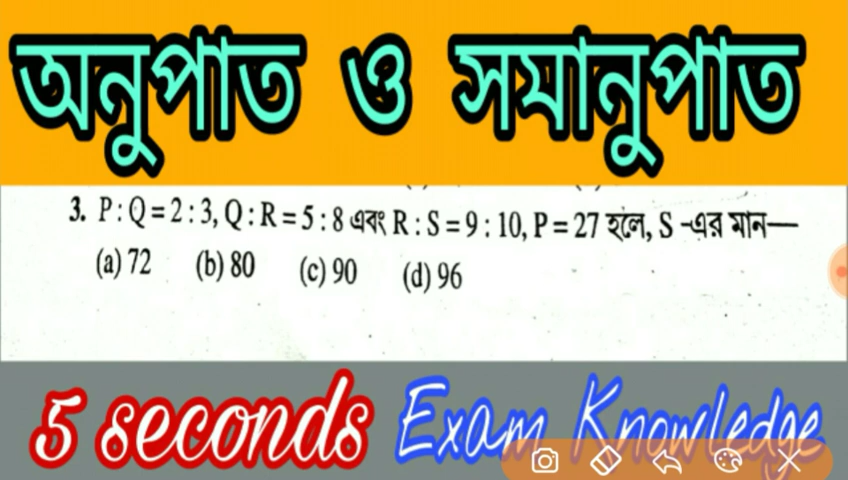 অনুপাত ও সমানুপাত
3. P : Q = 2 : 3, Q : R = 5 : 8 এবং R : S = 9 : 10, P = 27 হলে, S -এর মান—
(a) 72 (b) 80 (c) 90 (d) 96
5 seconds Exam Knowledge